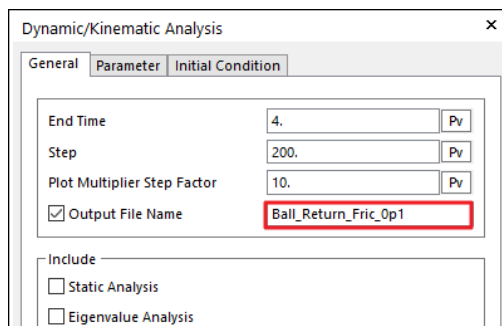 Dynamic/Kinematic Analysis ×
General Parameter Initial Condition
End Time 4. Pv
Step 200. Pv
Plot Multiplier Step Factor 10. Pv
Output File Name Ball_Return_Fric_0p1
Include
Static Analysis
Eigenvalue Analysis